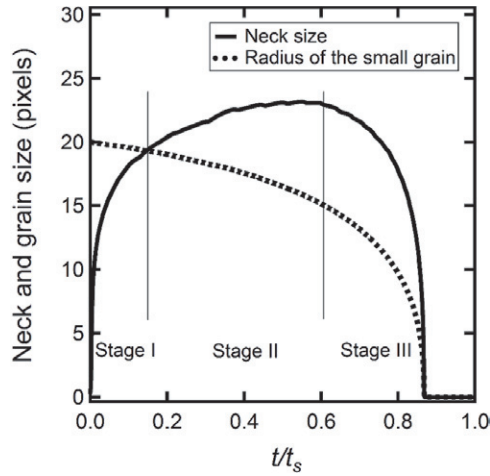 30
25
20
15
10
5
0
Neck and grain size (pixels)
Neck size
Radius of the small grain
Stage I Stage II Stage III
0.0 0.2 0.4 0.6 0.8 1.0
t/ts